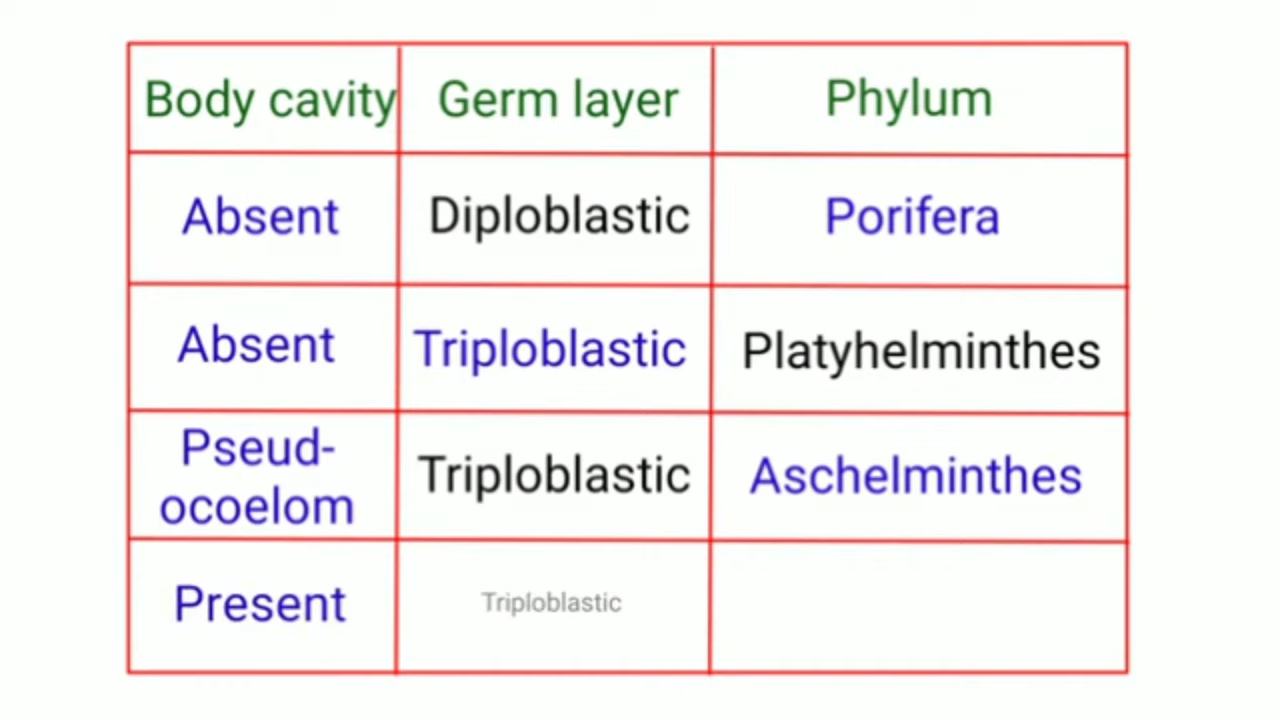 Body cavity Germ layer Phylum
Absent Diploblastic Porifera
Absent Triploblastic Platyhelminthes
Pseud-
ocoelom Triploblastic Aschelminthes
Present Triploblastic